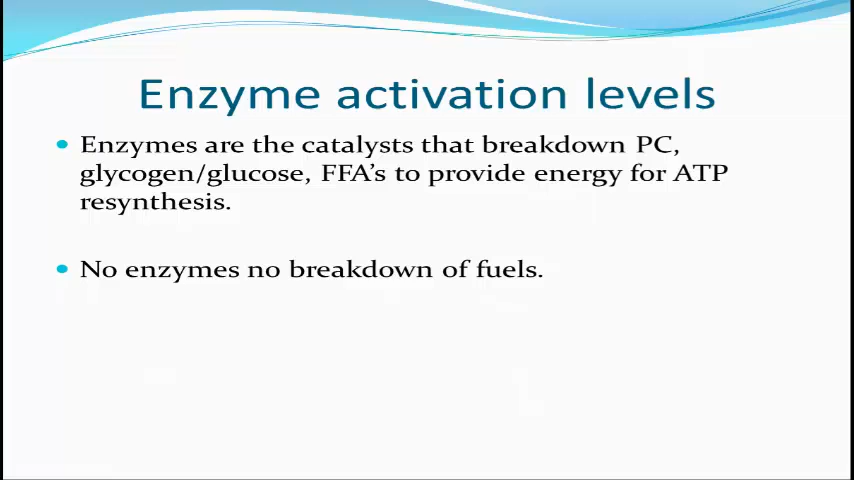 Enzyme activation levels
• Enzymes are the catalysts that breakdown PC,
glycogen/glucose, FFA’s to provide energy for ATP
resynthesis.
• No enzymes no breakdown of fuels.